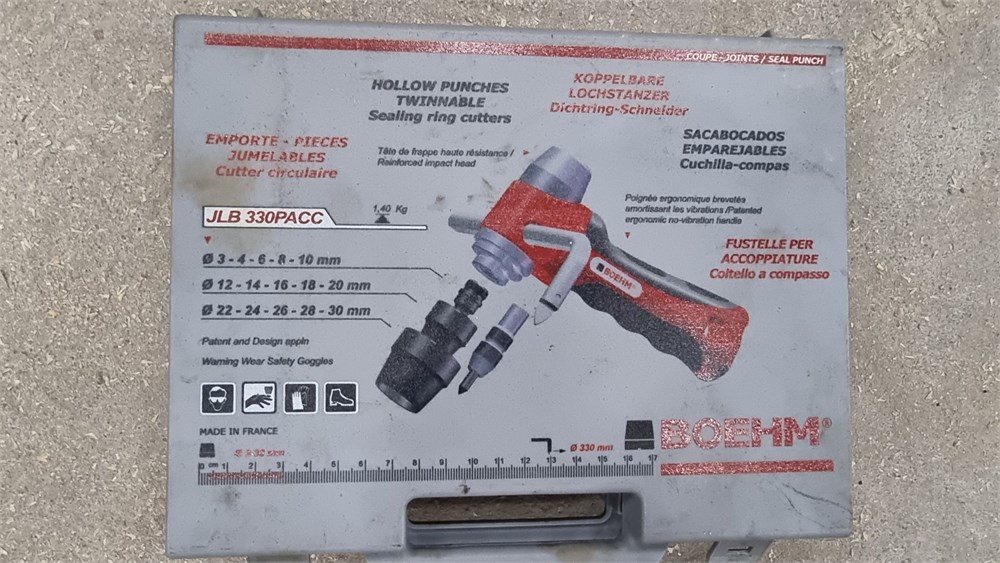 COUPE - JOINTS / SEAL PUNCH
HOLLOW PUNCHES
TWINNABLE
Sealing ring cutters
KOPPELBARE
LOCHSTANZER
Dichtring-Schneider
EMPORTE - PIECES
JUMELABLES
Cutter circulaire
SACABOCADOS
EMPAREJABLES
Cuchilla-compas
Tête de frappe haute résistance /
Rainforced impact head
Poignée ergonomique brevetée
amortissant les vibrations /Patented
ergonomic no-vibration handle
JLB 330PACC
1,40 Kg
FUSTELLE PER
ACCOPPIATURE
Coltello a compasso
Ø 3 - 4 - 6 - 8 - 10 mm
Ø 12 - 14 - 16 - 18 - 20 mm
Ø 22 - 24 - 26 - 28 - 30 mm
BOEHM®
Patent and Design appln
Warning Wear Safety Goggles
MADE IN FRANCE
Ø 330 mm
BOEHM®
0 cm 1 2 3 4 5 6 7 8 9 10 11 12 13 14 15 16 17